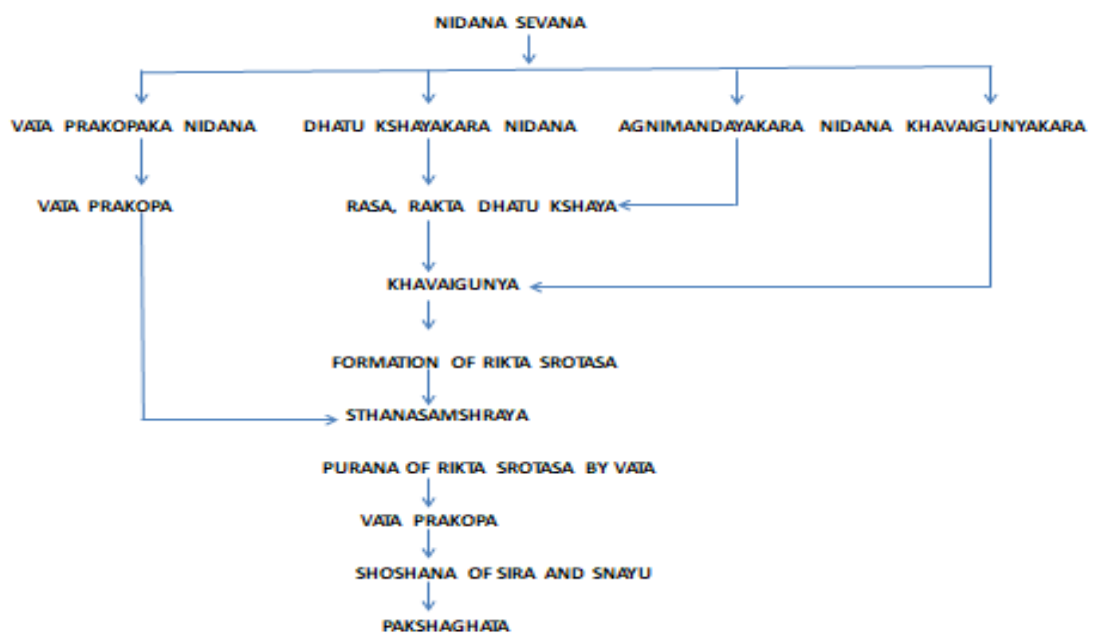 NIDANA SEVANA
VATA PRAKOPAKA NIDANA DHATU KSHAYAKARA NIDANA AGNIMANDAYAKARA NIDANA KHAVAIGUNYAKARA
VATA PRAKOPA RASA, RAKTA DHATU KSHAYA
KHAVAIGUNYA
FORMATION OF RIKTA SROTASA
STHANASAMSHRAYA
PURANA OF RIKTA SROTASA BY VATA
VATA PRAKOPA
SHOSHANA OF SIRA AND SNAYU
PAKSHAGHATA